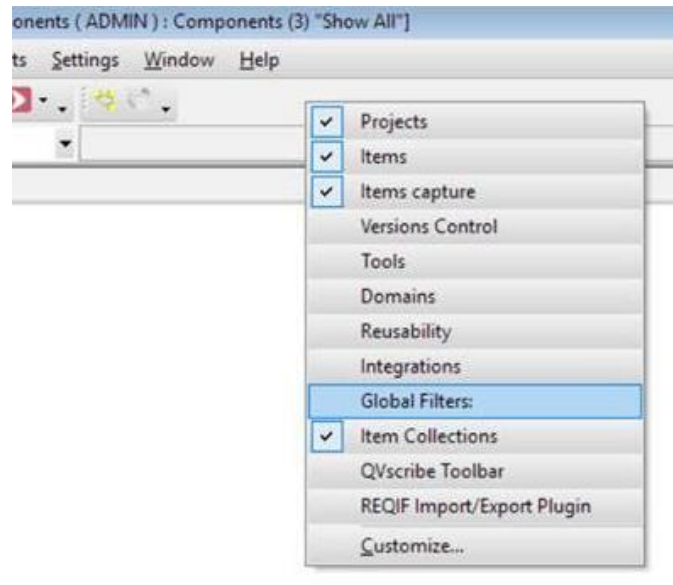 onents ( ADMIN ) : Components (3) "Show All"]
ts Settings Window Help
Projects
Items
Items capture
Versions Control
Tools
Domains
Reusability
Integrations
Global Filters:
Item Collections
QVscribe Toolbar
REQIF Import/Export Plugin
Customize...